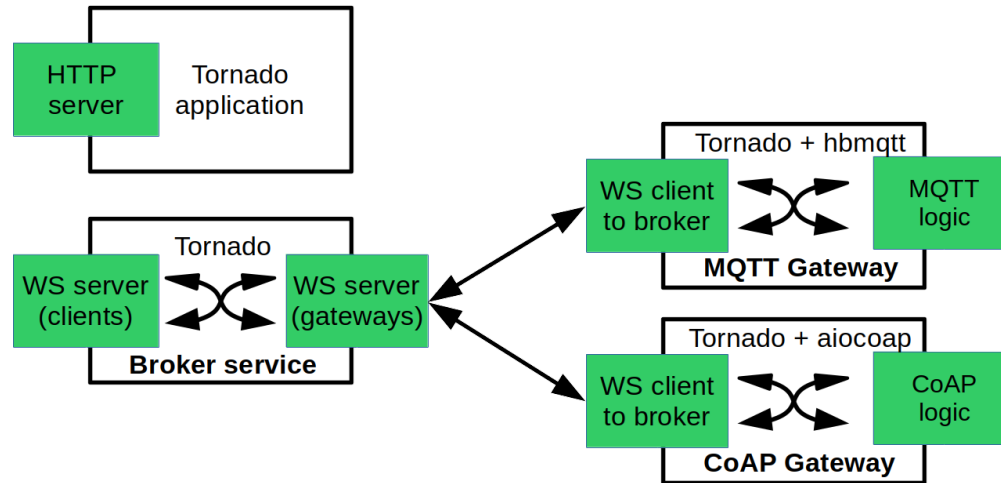 HTTP
server
Tornado
application
Tornado
WS server
(clients)
WS server
(gateways)
Broker service
Tornado + hbmqtt
WS client
to broker
MQTT
logic
MQTT Gateway
Tornado + aiocoap
WS client
to broker
CoAP
logic
CoAP Gateway